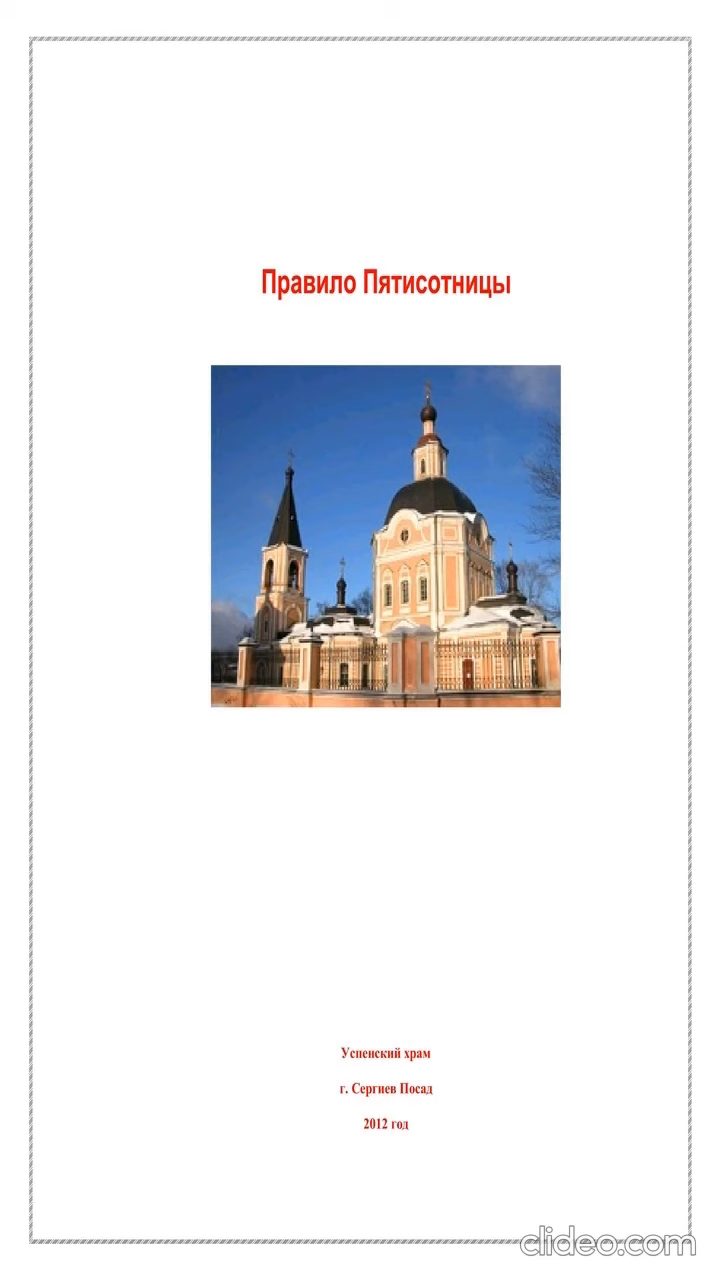 Правило Пятисотницы
Успенский храм
г. Сергиев Посад
2012 год
clideo.com